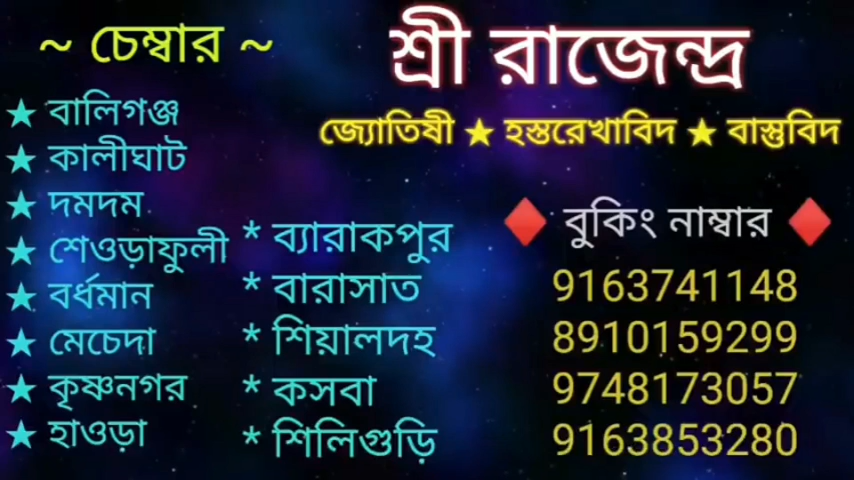 ~ চেম্বার ~
★ বালিগঞ্জ
★ কালীঘাট
★ দমদম
★ শেওড়াফুলী
★ বর্ধমান
★ মেচেদা
★ কৃষ্ণনগর
★ হাওড়া
* ব্যারাকপুর
* বারাসাত
* শিয়ালদহ
* কসবা
* শিলিগুড়ি
শ্রী রাজেন্দ্র
জ্যোতিষী ★ হস্তরেখাবিদ ★ বাস্তুবিদ
♦ বুকিং নাম্বার ♦
9163741148
8910159299
9748173057
9163853280